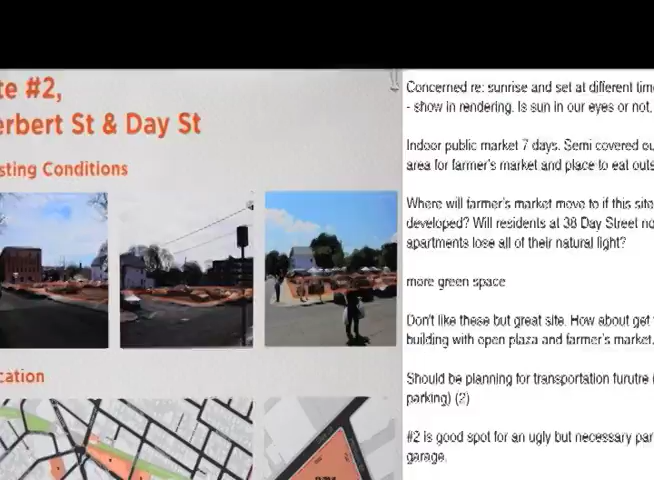 te #2,
erbert St & Day St
sting Conditions
cation
Concerned re: sunrise and set at different time
- show in rendering. Is sun in our eyes or not.
Indoor public market 7 days. Semi covered ou
area for farmer's market and place to eat outs
Where will farmer's market move to if this site
developed? Will residents at 38 Day Street no
apartments lose all of their natural light?
more green space
Don't like these but great site. How about get
building with open plaza and farmer's market.
Should be planning for transportation furutre (
parking) (2)
#2 is good spot for an ugly but necessary par
garage.